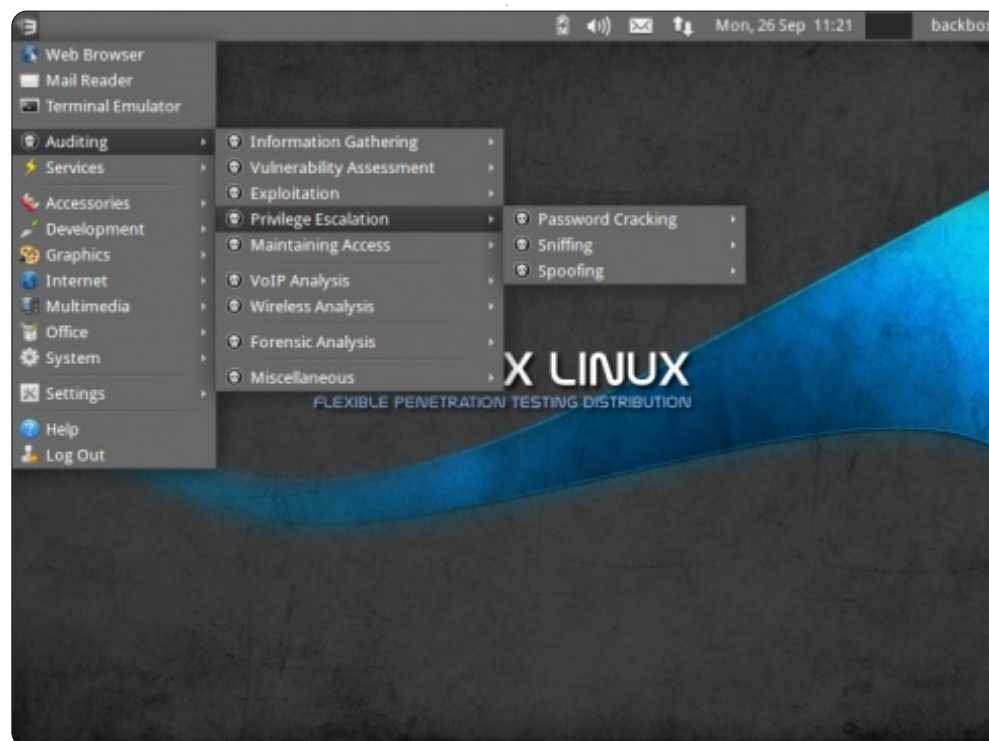 Mon, 26 Sep 11:21
backbox
Web Browser
Mail Reader
Terminal Emulator
Auditing
Services
Accessories
Development
Graphics
Internet
Multimedia
Office
System
Settings
Help
Log Out
Information Gathering
Vulnerability Assessment
Exploitation
Privilege Escalation
Maintaining Access
VoIP Analysis
Wireless Analysis
Forensic Analysis
Miscellaneous
Password Cracking
Sniffing
Spoofing
X LINUX
FLEXIBLE PENETRATION TESTING DISTRIBUTION